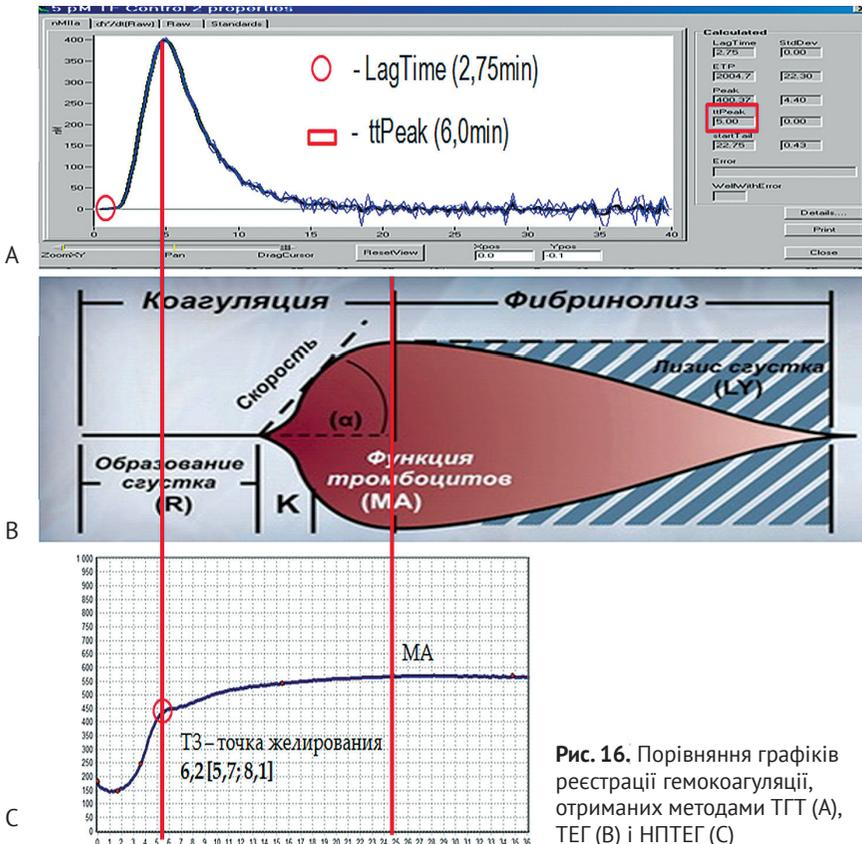 5 pM TF Control 2 properties
nMIIa dY/dt(Raw) Raw Standards
400
350
300
250
200
150
100
50
0
nM
0 5 10 15 20 25 30 35 40
- LagTime (2,75min)
- ttPeak (6,0min)
Calculated
LagTime StdDev
2.75 0.00
ETP
2004.7 22.30
Peak
400.37 4.40
ttPeak
5.00 0.00
startTail
22.75 0.43
Error
WellWithError
Details....
Print
Close
ZoomXY Pan DragCursor ResetView Xpos 0.0 Ypos -0.1
A
Коагуляция Фибринолиз
Скорость
(α)
Лизис сгустка
(LY)
Образование
сгустка
(R)
K
Функция
тромбоцитов
(MA)
B
1 000
950
900
850
800
750
700
650
600
550
500
450
400
350
300
250
200
150
100
50
0
MA
Т3 – точка желирования
6,2 [5,7; 8,1]
0 1 2 3 4 5 6 7 8 9 10 11 12 13 14 15 16 17 18 19 20 21 22 23 24 25 26 27 28 29 30 31 32 33 34 35 36
C
Рис. 16. Порівняння графіків
реєстрації гемокоагуляції,
отриманих методами ТГТ (А),
ТЕГ (В) і НПТЕГ (С)